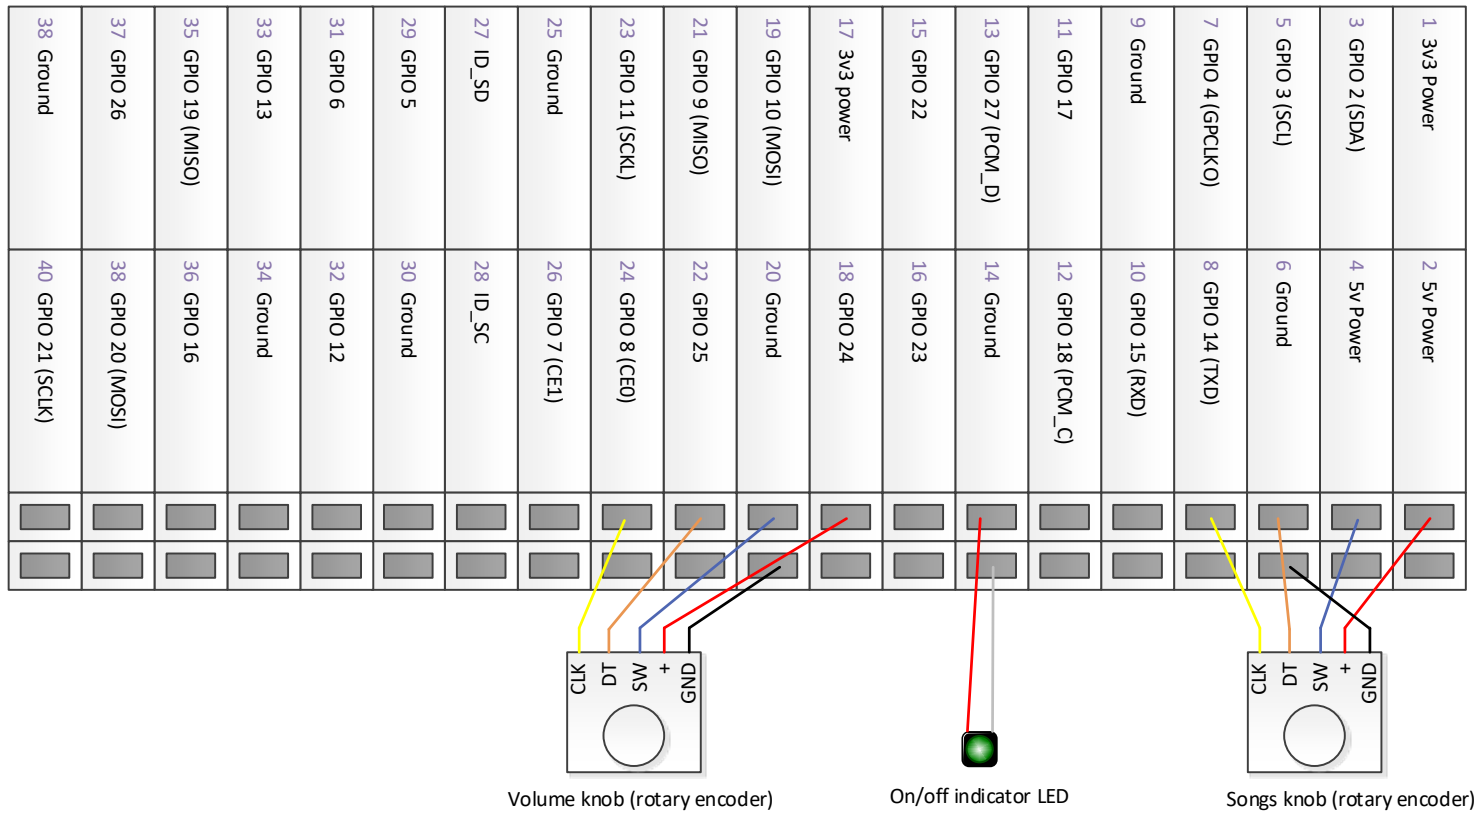 38 Ground
37 GPIO 26
35 GPIO 19 (MISO)
33 GPIO 13
31 GPIO 6
29 GPIO 5
27 ID_SD
25 Ground
23 GPIO 11 (SCKL)
21 GPIO 9 (MISO)
19 GPIO 10 (MOSI)
17 3v3 power
15 GPIO 22
13 GPIO 27 (PCM_D)
11 GPIO 17
9 Ground
7 GPIO 4 (GPCLKO)
5 GPIO 3 (SCL)
3 GPIO 2 (SDA)
1 3v3 Power
40 GPIO 21 (SCLK)
38 GPIO 20 (MOSI)
36 GPIO 16
34 Ground
32 GPIO 12
30 Ground
28 ID_SC
26 GPIO 7 (CE1)
24 GPIO 8 (CE0)
22 GPIO 25
20 Ground
18 GPIO 24
16 GPIO 23
14 Ground
12 GPIO 18 (PCM_C)
10 GPIO 15 (RXD)
8 GPIO 14 (TXD)
6 Ground
4 5v Power
2 5v Power
CLK
DT
SW
+
GND
CLK
DT
SW
+
GND
Volume knob (rotary encoder)
On/off indicator LED
Songs knob (rotary encoder)